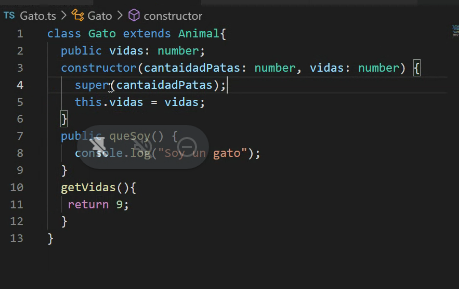 TS Gato.ts > Gato > constructor
1 class Gato extends Animal{
2 public vidas: number;
3 constructor(cantaidadPatas: number, vidas: number) {
4 super(cantaidadPatas);
5 this.vidas = vidas;
6 }
7 public queSoy() {
8 console.log("Soy un gato");
9 }
10 getVidas(){
11 return 9;
12 }
13 }